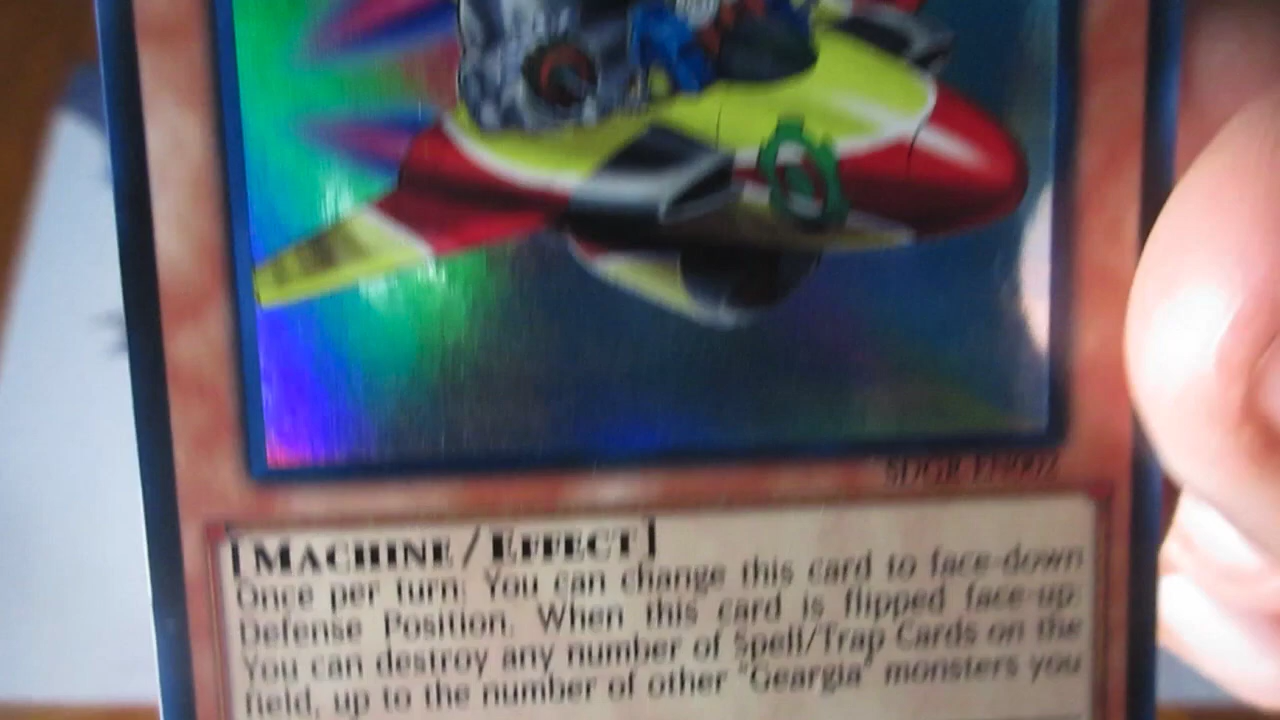 SDGR-EN002
[MACHINE/EFFECT]
Once per turn: You can change this card to face-down
Defense Position. When this card is flipped face-up:
You can destroy any number of Spell/Trap Cards on the
field, up to the number of other "Geargia" monsters you